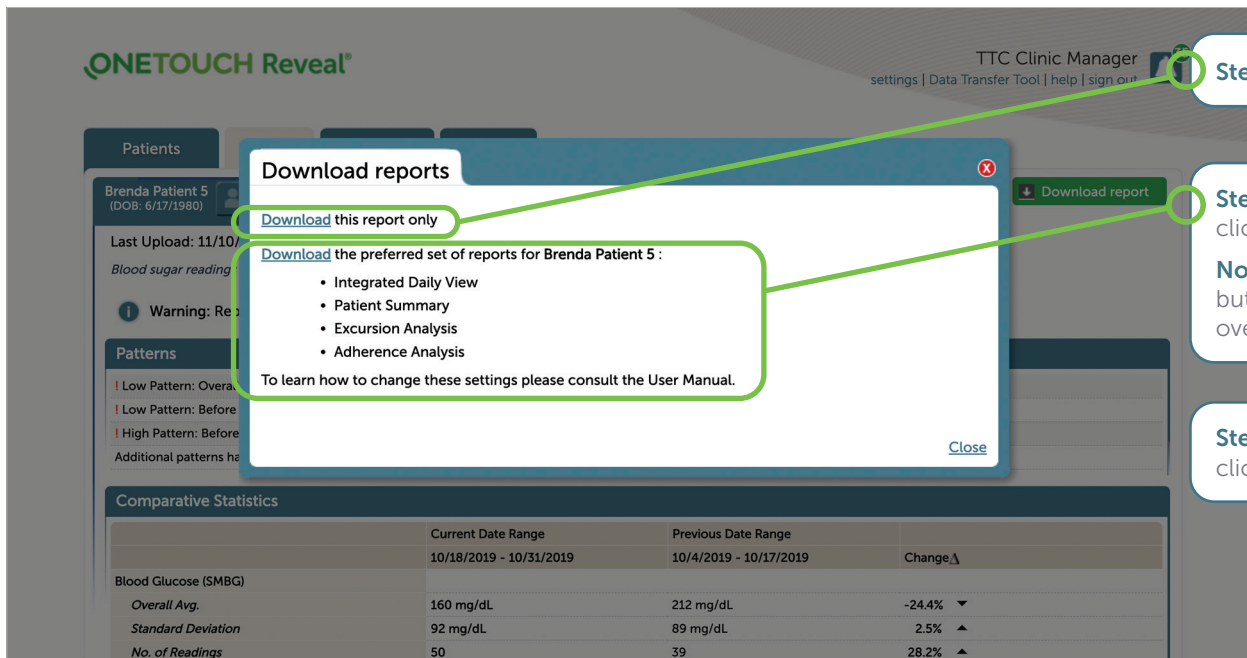 ONETOUCH Reveal®
TTC Clinic Manager
settings | Data Transfer Tool | help | sign out
Patients
Download reports
X
Brenda Patient 5
(DOB: 6/17/1980)
Download report
Download this report only
Last Upload: 11/10/
Download the preferred set of reports for Brenda Patient 5 :
Blood sugar reading
• Integrated Daily View
• Patient Summary
• Excursion Analysis
• Adherence Analysis
i Warning: Rep
Patterns
To learn how to change these settings please consult the User Manual.
! Low Pattern: Overa
! Low Pattern: Before
! High Pattern: Before
Additional patterns ha
Close
Comparative Statistics
Current Date Range Previous Date Range
10/18/2019 - 10/31/2019 10/4/2019 - 10/17/2019 Change Δ
Blood Glucose (SMBG)
Overall Avg. 160 mg/dL 212 mg/dL -24.4% ▼
Standard Deviation 92 mg/dL 89 mg/dL 2.5% ▲
No. of Readings 50 39 28.2% ▲
Ste
Ste
clic
No
but
ove
Ste
clic